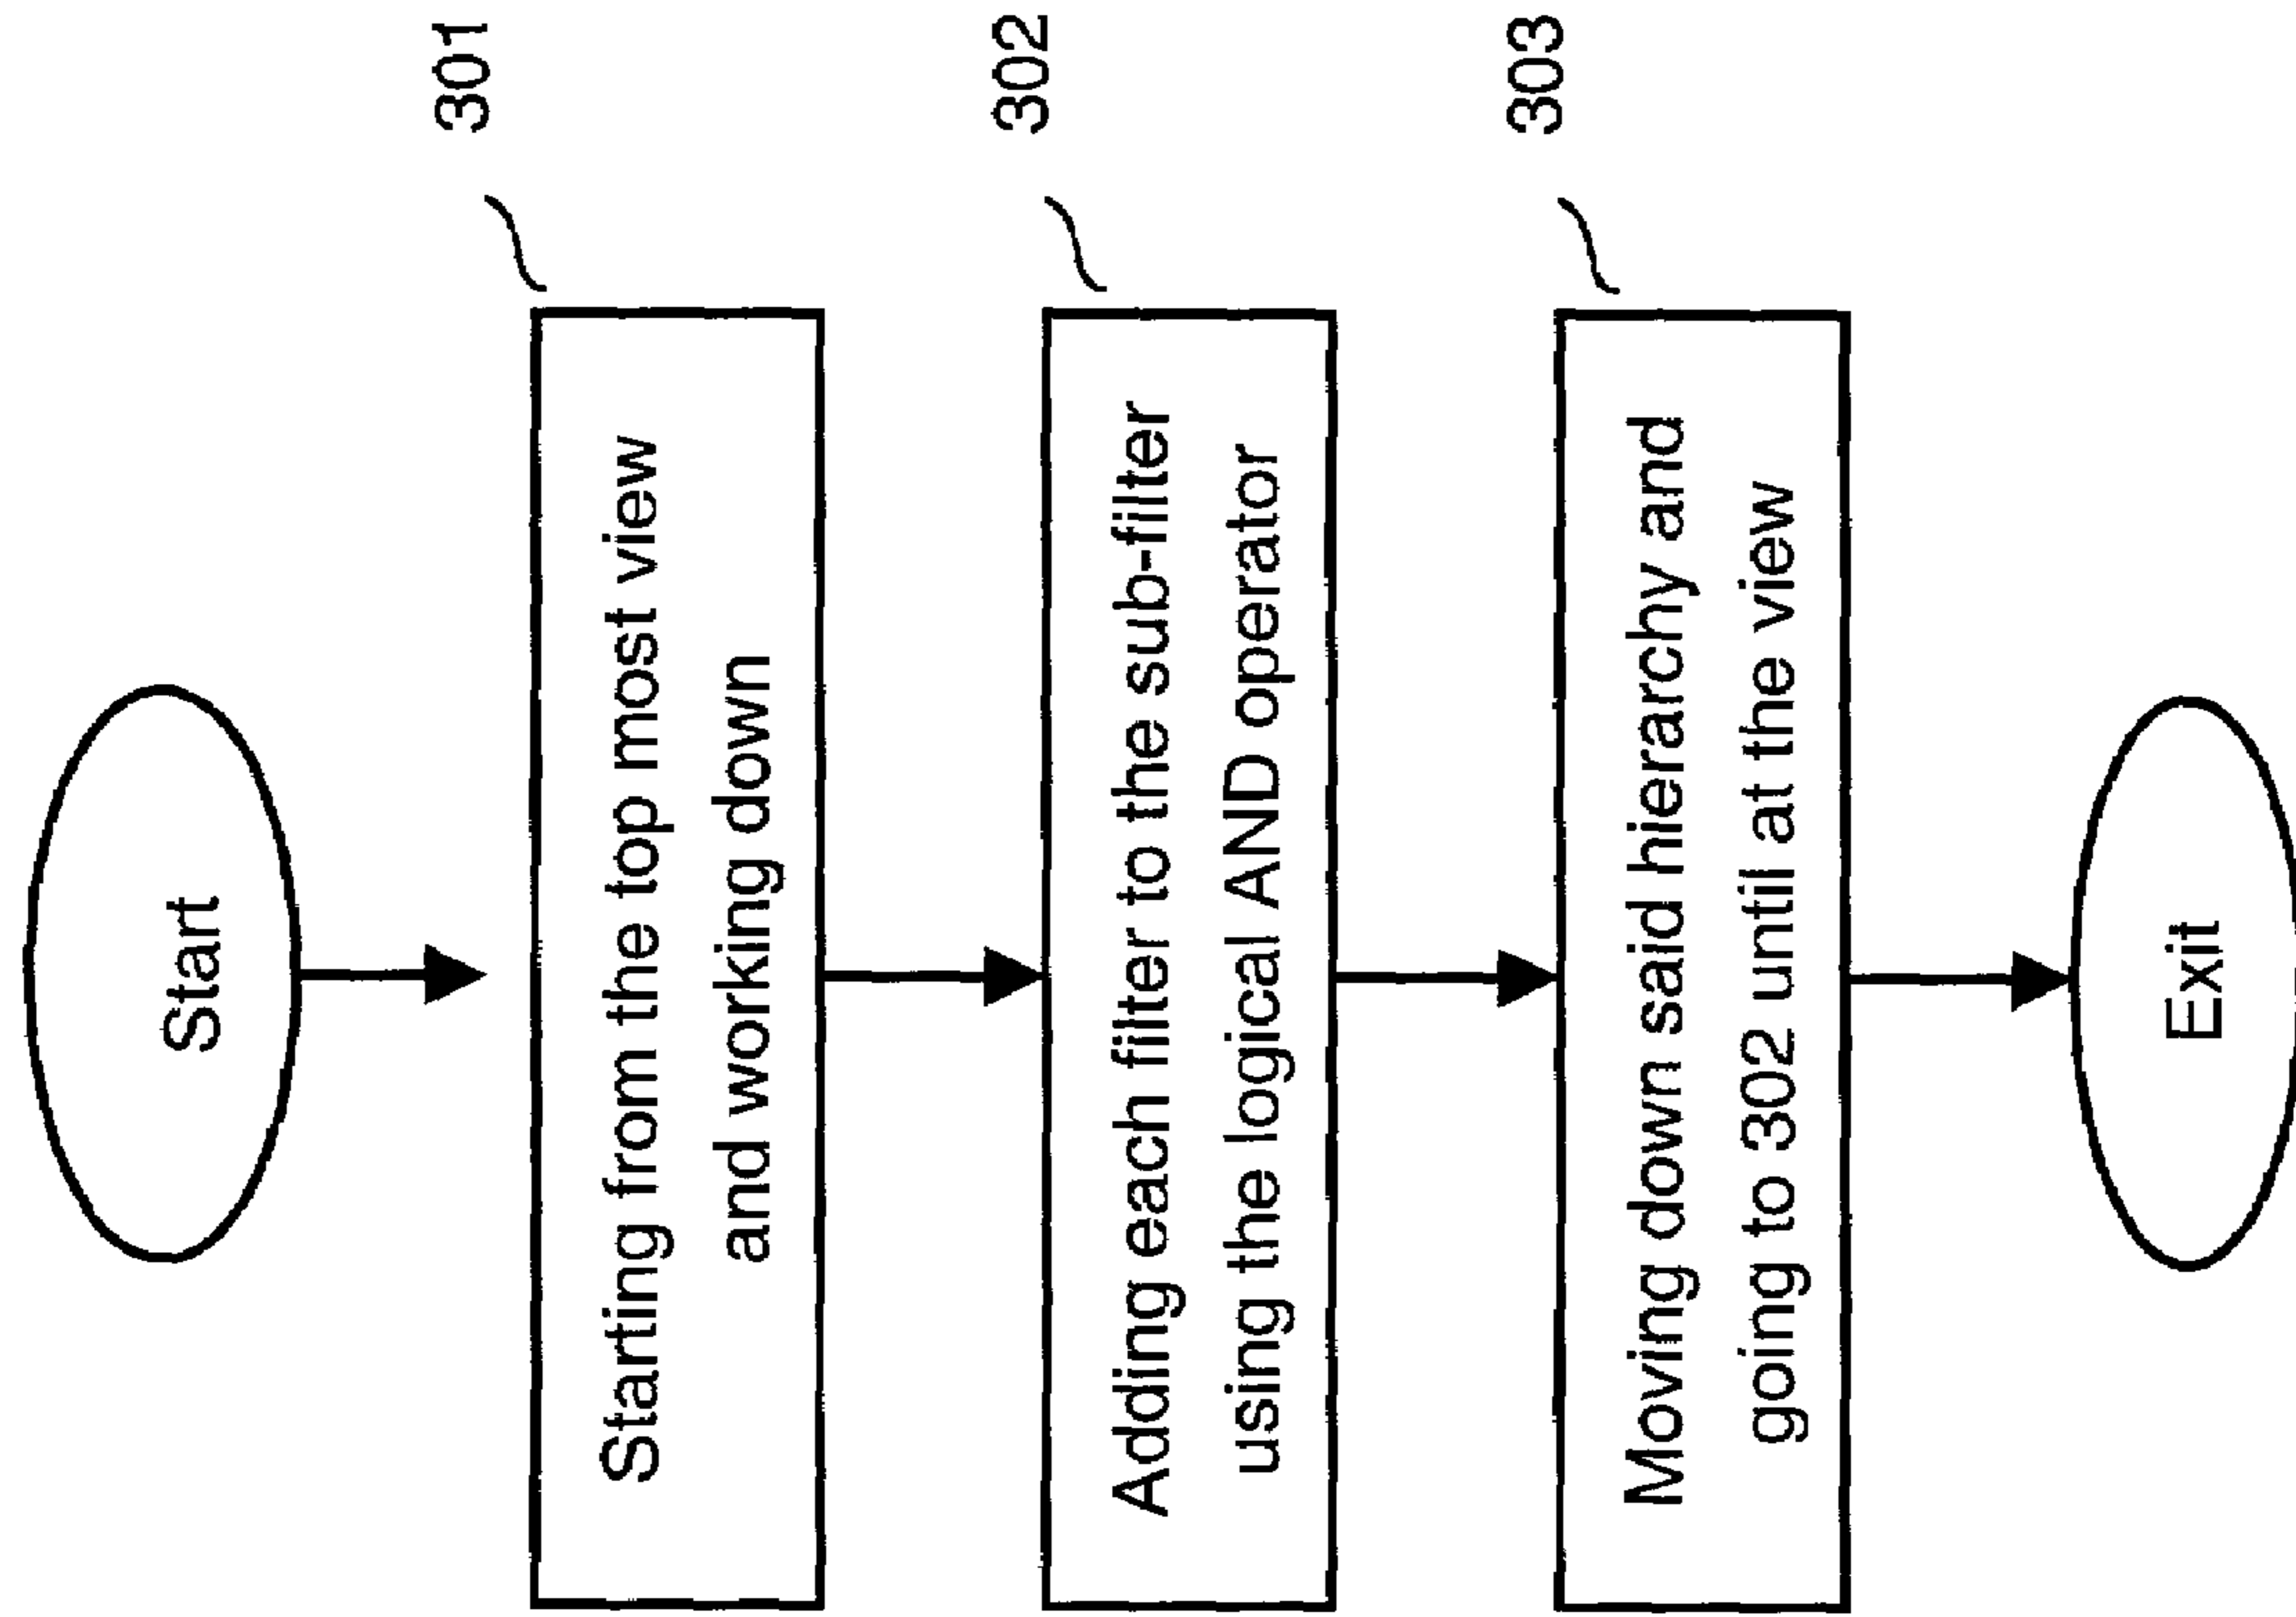 Start
301
Starting from the top most view
and working down
302
Adding each filter to the sub-filter
using the logical AND operator
303
Moving down said hierarchy and
going to 302 until at the view
Exit